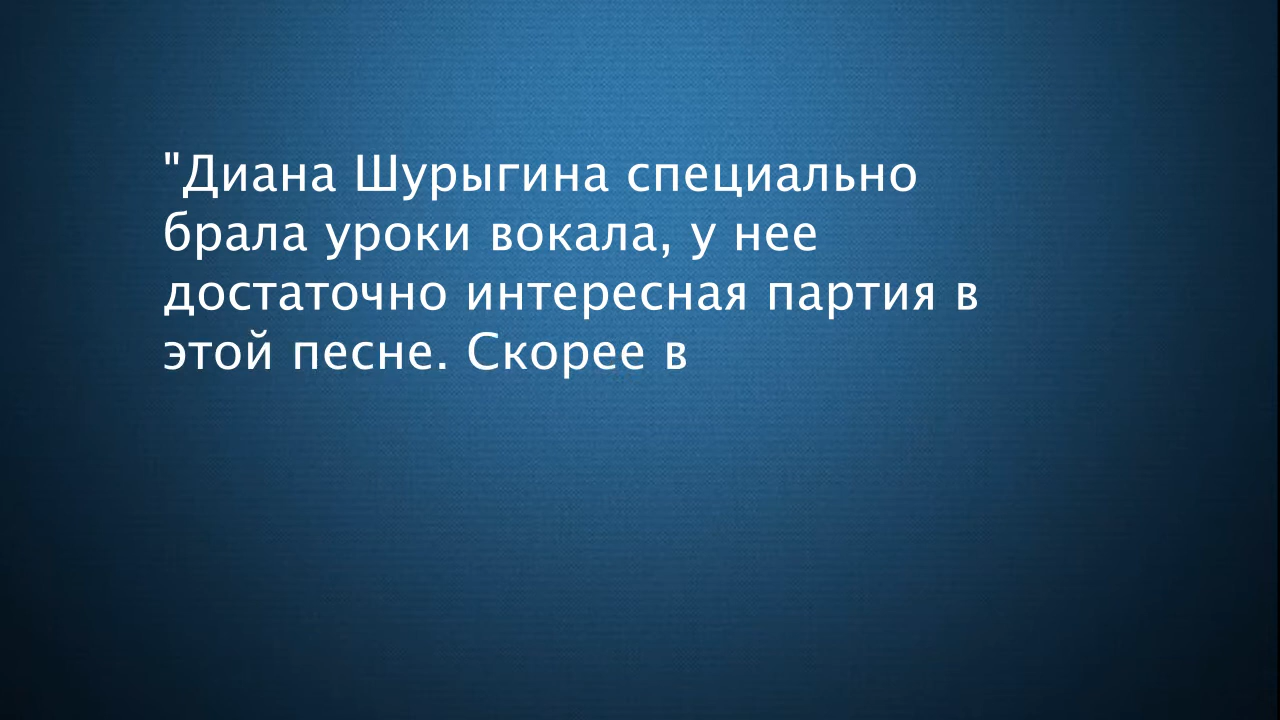 "Диана Шурыгина специально
брала уроки вокала, у нее
достаточно интересная партия в
этой песне. Скорее в